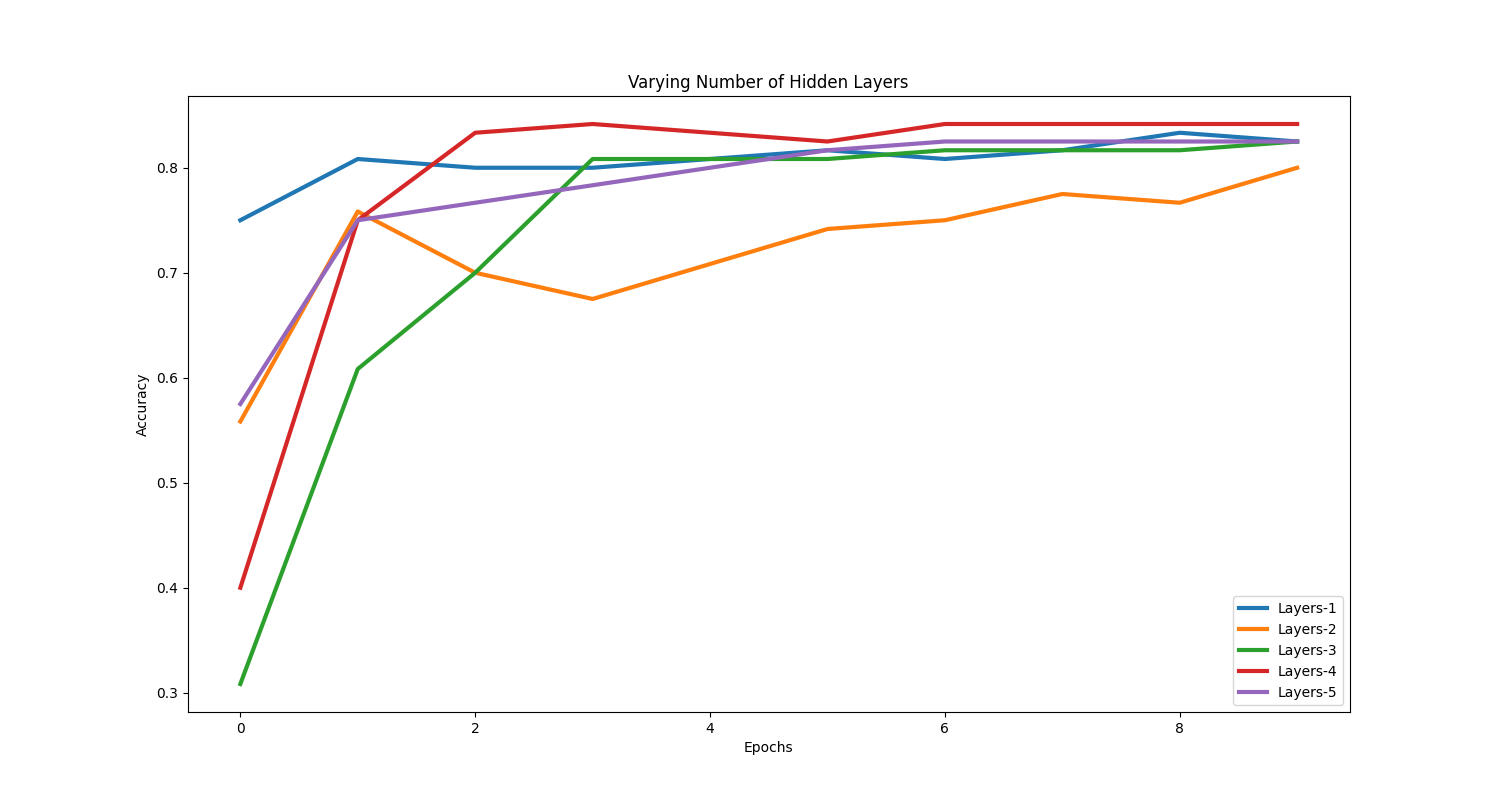 Varying Number of Hidden Layers
Accuracy
0.8
0.7
0.6
0.5
0.4
0.3
0
2
4
6
8
Epochs
Layers-1
Layers-2
Layers-3
Layers-4
Layers-5